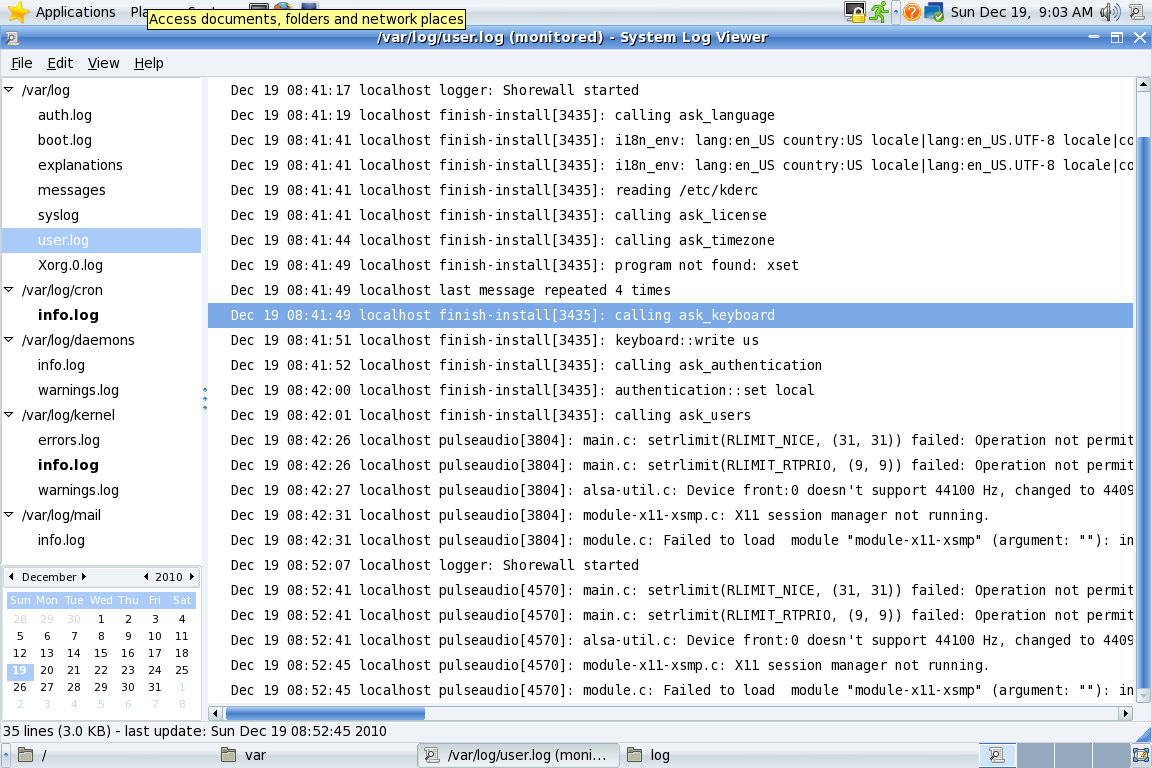 Applications
Access documents, folders and network places
Sun Dec 19, 9:03 AM
/var/log/user.log (monitored) - System Log Viewer
File Edit View Help
/var/log
auth.log
boot.log
explanations
messages
syslog
user.log
Xorg.0.log
/var/log/cron
info.log
/var/log/daemons
info.log
warnings.log
/var/log/kernel
errors.log
info.log
warnings.log
/var/log/mail
info.log
December 2010
Sun Mon Tue Wed Thu Fri Sat
28 29 30 1 2 3 4
5 6 7 8 9 10 11
12 13 14 15 16 17 18
19 20 21 22 23 24 25
26 27 28 29 30 31 1
2 3 4 5 6 7 8
Dec 19 08:41:17 localhost logger: Shorewall started
Dec 19 08:41:19 localhost finish-install[3435]: calling ask_language
Dec 19 08:41:41 localhost finish-install[3435]: i18n_env: lang:en_US country:US locale|lang:en_US.UTF-8 locale|co
Dec 19 08:41:41 localhost finish-install[3435]: i18n_env: lang:en_US country:US locale|lang:en_US.UTF-8 locale|co
Dec 19 08:41:41 localhost finish-install[3435]: reading /etc/kderc
Dec 19 08:41:41 localhost finish-install[3435]: calling ask_license
Dec 19 08:41:44 localhost finish-install[3435]: calling ask_timezone
Dec 19 08:41:49 localhost finish-install[3435]: program not found: xset
Dec 19 08:41:49 localhost last message repeated 4 times
Dec 19 08:41:49 localhost finish-install[3435]: calling ask_keyboard
Dec 19 08:41:51 localhost finish-install[3435]: keyboard::write us
Dec 19 08:41:52 localhost finish-install[3435]: calling ask_authentication
Dec 19 08:42:00 localhost finish-install[3435]: authentication::set local
Dec 19 08:42:01 localhost finish-install[3435]: calling ask_users
Dec 19 08:42:26 localhost pulseaudio[3804]: main.c: setrlimit(RLIMIT_NICE, (31, 31)) failed: Operation not permit
Dec 19 08:42:26 localhost pulseaudio[3804]: main.c: setrlimit(RLIMIT_RTPRIO, (9, 9)) failed: Operation not permit
Dec 19 08:42:27 localhost pulseaudio[3804]: alsa-util.c: Device front:0 doesn't support 44100 Hz, changed to 4409
Dec 19 08:42:31 localhost pulseaudio[3804]: module-x11-xsmp.c: X11 session manager not running.
Dec 19 08:42:31 localhost pulseaudio[3804]: module.c: Failed to load  module "module-x11-xsmp" (argument: ""): in
Dec 19 08:52:07 localhost logger: Shorewall started
Dec 19 08:52:41 localhost pulseaudio[4570]: main.c: setrlimit(RLIMIT_NICE, (31, 31)) failed: Operation not permit
Dec 19 08:52:41 localhost pulseaudio[4570]: main.c: setrlimit(RLIMIT_RTPRIO, (9, 9)) failed: Operation not permit
Dec 19 08:52:41 localhost pulseaudio[4570]: alsa-util.c: Device front:0 doesn't support 44100 Hz, changed to 4409
Dec 19 08:52:45 localhost pulseaudio[4570]: module-x11-xsmp.c: X11 session manager not running.
Dec 19 08:52:45 localhost pulseaudio[4570]: module.c: Failed to load  module "module-x11-xsmp" (argument: ""): in
35 lines (3.0 KB) - last update: Sun Dec 19 08:52:45 2010
/ var /var/log/user.log (moni... log